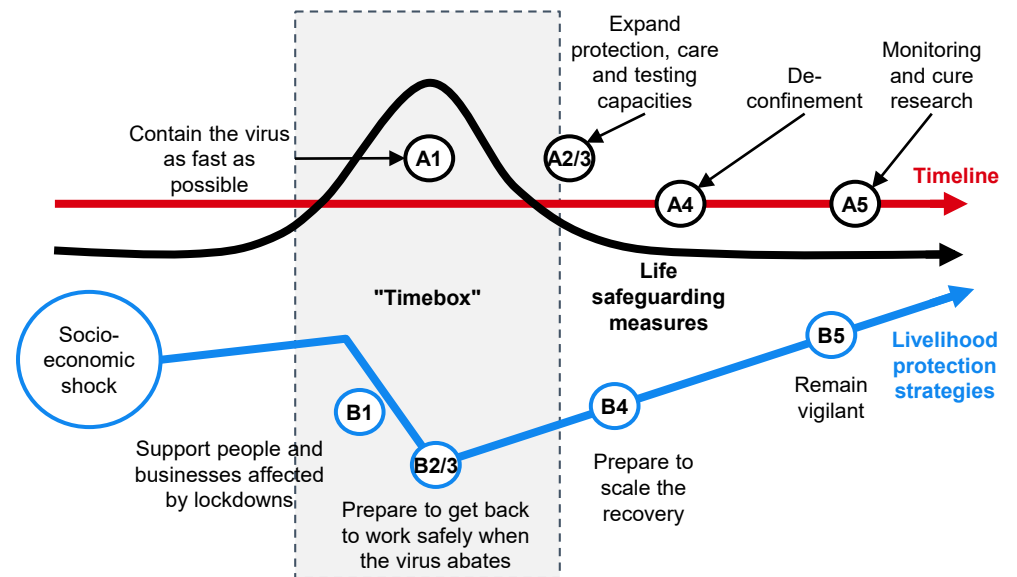 Expand
protection, care
and testing
capacities
Monitoring
and cure
research
De-
confinement
Contain the virus
as fast as
possible
A1
A2/3
A4
A5
Timeline
"Timebox"
Life
safeguarding
measures
Socio-
economic
shock
B1
B2/3
B4
B5
Livelihood
protection
strategies
Remain
vigilant
Support people and
businesses affected
by lockdowns
Prepare to get back
to work safely when
the virus abates
Prepare to
scale the
recovery